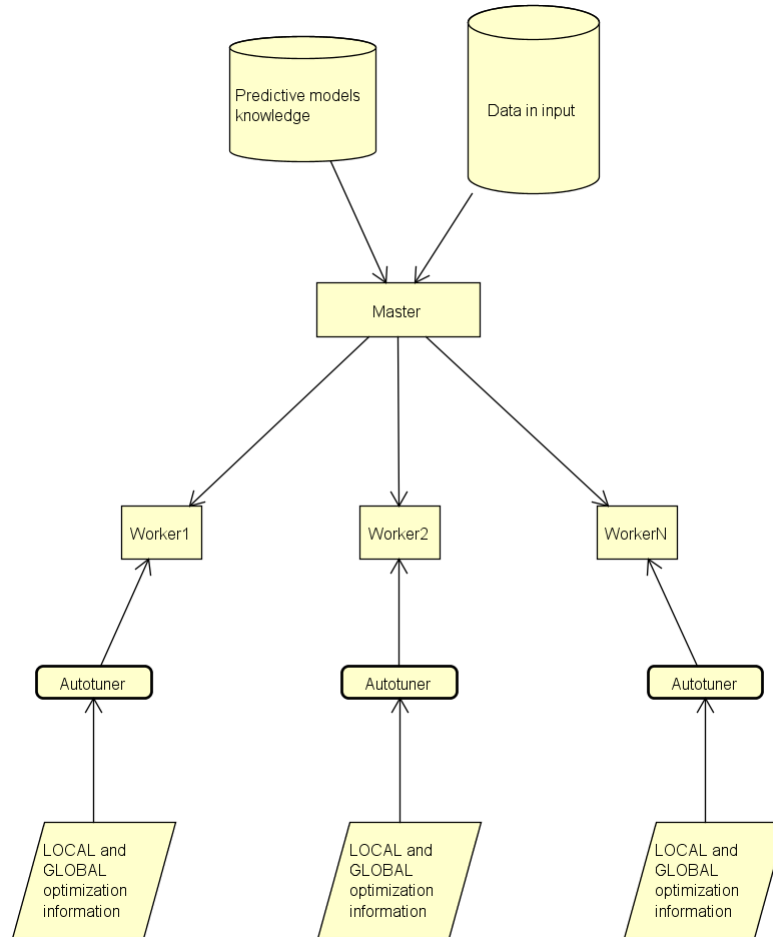 Predictive models
knowledge
Data in input
Master
Worker1
Worker2
WorkerN
Autotuner
Autotuner
Autotuner
LOCAL and
GLOBAL
optimization
information
LOCAL and
GLOBAL
optimization
information
LOCAL and
GLOBAL
optimization
information